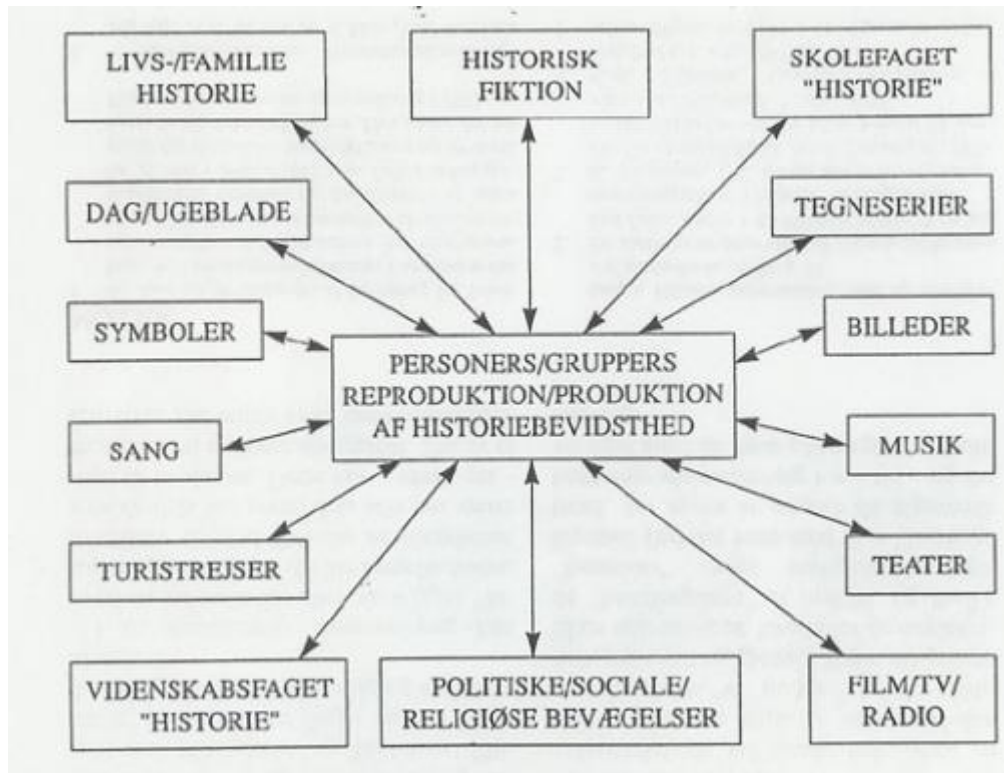 LIVS-/FAMILIE
HISTORIE
HISTORISK
FIKTION
SKOLEFAGET
"HISTORIE"
DAG/UGEBLADE
TEGNESERIER
SYMBOLER
BILLEDER
PERSONERS/GRUPPERS
REPRODUKTION/PRODUKTION
AF HISTORIEBEVIDSTHED
SANG
MUSIK
TURISTREJSER
TEATER
VIDENSKABSFAGET
"HISTORIE"
POLITISKE/SOCIALE/
RELIGIØSE BEVÆGELSER
FILM/TV/
RADIO